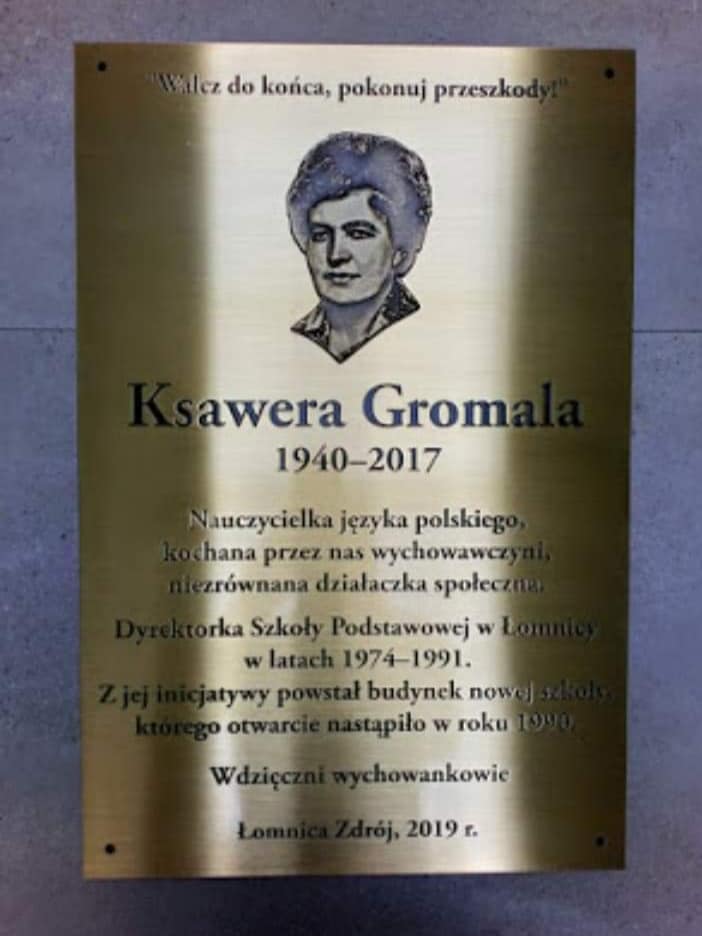 "Walcz do końca, pokonuj przeszkody!"
Ksawera Gromala
1940–2017
Nauczycielka języka polskiego,
kochana przez nas wychowawczyni,
niezrównana działaczka społeczna.
Dyrektorka Szkoły Podstawowej w Łomnicy
w latach 1974–1991.
Z jej inicjatywy powstał budynek nowej szkoły,
którego otwarcie nastąpiło w roku 1990.
Wdzięczni wychowankowie
Łomnica Zdrój, 2019 r.